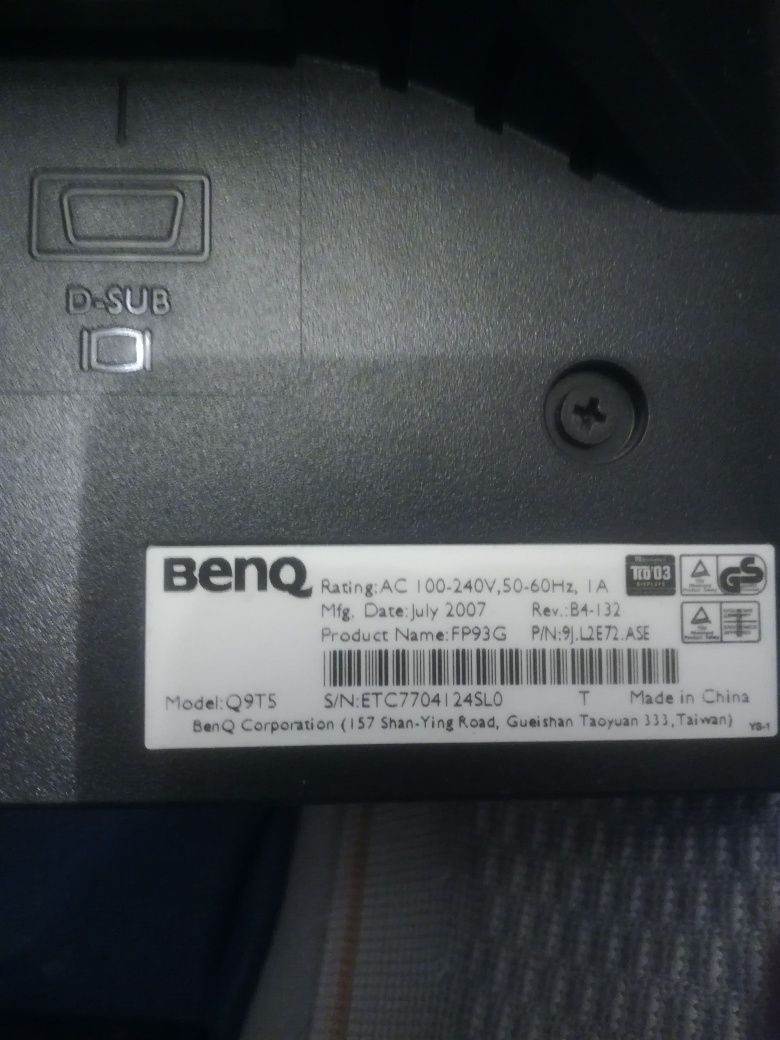 D-SUB
BenQ
Rating:AC 100-240V,50-60Hz, 1A
TCO'03
DISPLAYS
GS
Mfg. Date:July 2007 Rev.:B4-132
Product Name:FP93G P/N:9J.L2E72.ASE
Model:Q9T5 S/N:ETC7704124SL0 T Made in China
BenQ Corporation (157 Shan-Ying Road, Gueishan Taoyuan 333,Taiwan) YS-1